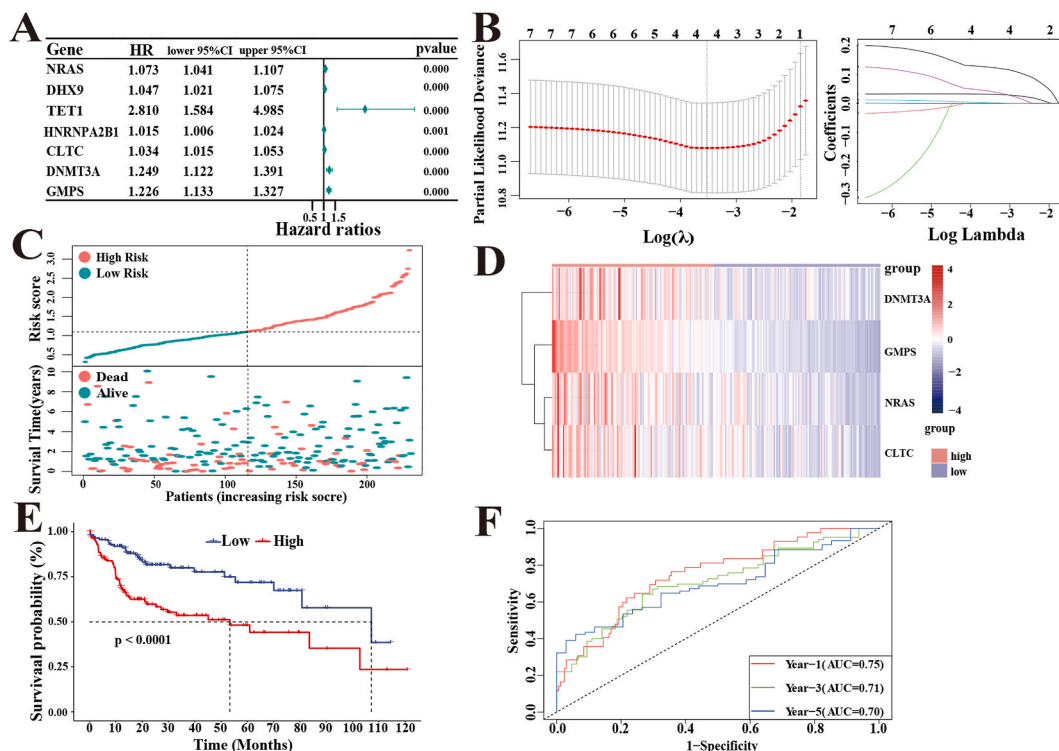 A
Gene HR lower 95%CI upper 95%CI pvalue
NRAS 1.073 1.041 1.107 0.000
DHX9 1.047 1.021 1.075 0.000
TET1 2.810 1.584 4.985 0.000
HNRNPA2B1 1.015 1.006 1.024 0.001
CLTC 1.034 1.015 1.053 0.000
DNMT3A 1.249 1.122 1.391 0.000
GMPS 1.226 1.133 1.327 0.000
0.5 1 1.5
Hazard ratios
B
7 7 7 6 6 6 5 4 4 3 3 2 1
Partial Likelihood Deviance
11.6
11.4
11.2
11.0
10.8
-6 -5 -4 -3 -2
Log(λ)
7 6 4 2
Coefficients
0.2
0.1
0.0
-0.1
-0.2
-0.3
-6 -5 -4 -3 -2
Log Lambda
C
High Risk
Low Risk
Risk score
3.0
2.5
2.0
1.5
1.0
0.5
Dead
Alive
Survial Time(years)
10
8
6
4
2
0
0 50 100 150 200
Patients (increasing risk socre)
D
group
DNMT3A
GMPS
NRAS
CLTC
4
2
0
-2
-4
group
high
low
E
Low High
Survivaal probability (%)
1.00
0.75
0.50
0.25
0.00
p < 0.0001
0 10 20 30 40 50 60 70 80 90 100 110 120
Time (Months)
F
Sensitivity
1.0
0.8
0.6
0.4
0.2
0.0
Year-1(AUC=0.75)
Year-3(AUC=0.71)
Year-5(AUC=0.70)
0.0 0.2 0.4 0.6 0.8 1.0
1-Specificity